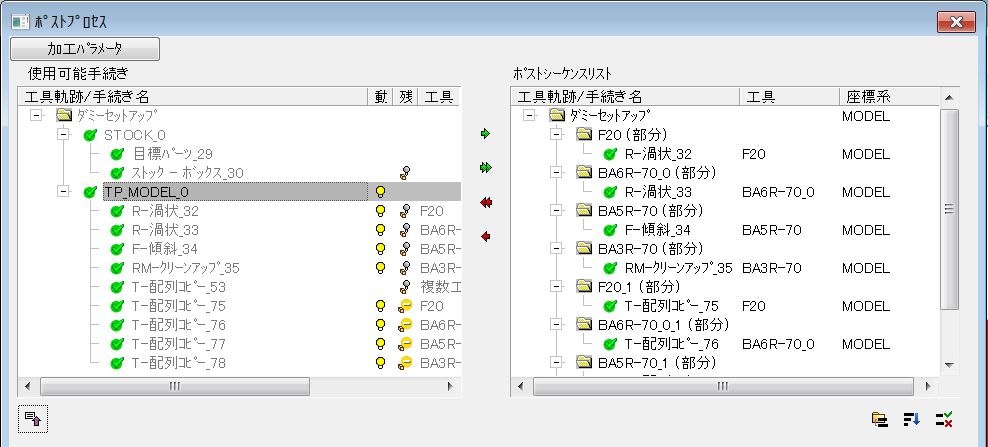 ﾎﾟｽﾄﾌﾟﾛｾｽ
加工ﾊﾟﾗﾒｰﾀ
使用可能手続き
工具軌跡/手続き名 動 残 工具
ﾀﾞﾐｰｾｯﾄｱｯﾌﾟ
STOCK_0
目標ﾊﾟｰﾂ_29
ｽﾄｯｸ ｰ ﾎﾞｯｸｽ_30
TP_MODEL_0
R-渦状_32 F20
R-渦状_33 BA6R-
F-傾斜_34 BA5R-
RM-ｸﾘｰﾝｱｯﾌﾟ_35 BA3R-
T-配列ｺﾋﾟｰ_53 複数工
T-配列ｺﾋﾟｰ_75 F20
T-配列ｺﾋﾟｰ_76 BA6R-
T-配列ｺﾋﾟｰ_77 BA5R-
T-配列ｺﾋﾟｰ_78 BA3R-
ﾎﾟｽﾄｼｰｹﾝｽﾘｽﾄ
工具軌跡/手続き名 工具 座標系
ﾀﾞﾐｰｾｯﾄｱｯﾌﾟ MODEL
F20 (部分)
R-渦状_32 F20 MODEL
BA6R-70_0 (部分)
R-渦状_33 BA6R-70_0 MODEL
BA5R-70 (部分)
F-傾斜_34 BA5R-70 MODEL
BA3R-70 (部分)
RM-ｸﾘｰﾝｱｯﾌﾟ_35 BA3R-70 MODEL
F20_1 (部分)
T-配列ｺﾋﾟｰ_75 F20 MODEL
BA6R-70_0_1 (部分)
T-配列ｺﾋﾟｰ_76 BA6R-70_0 MODEL
BA5R-70_1 (部分)